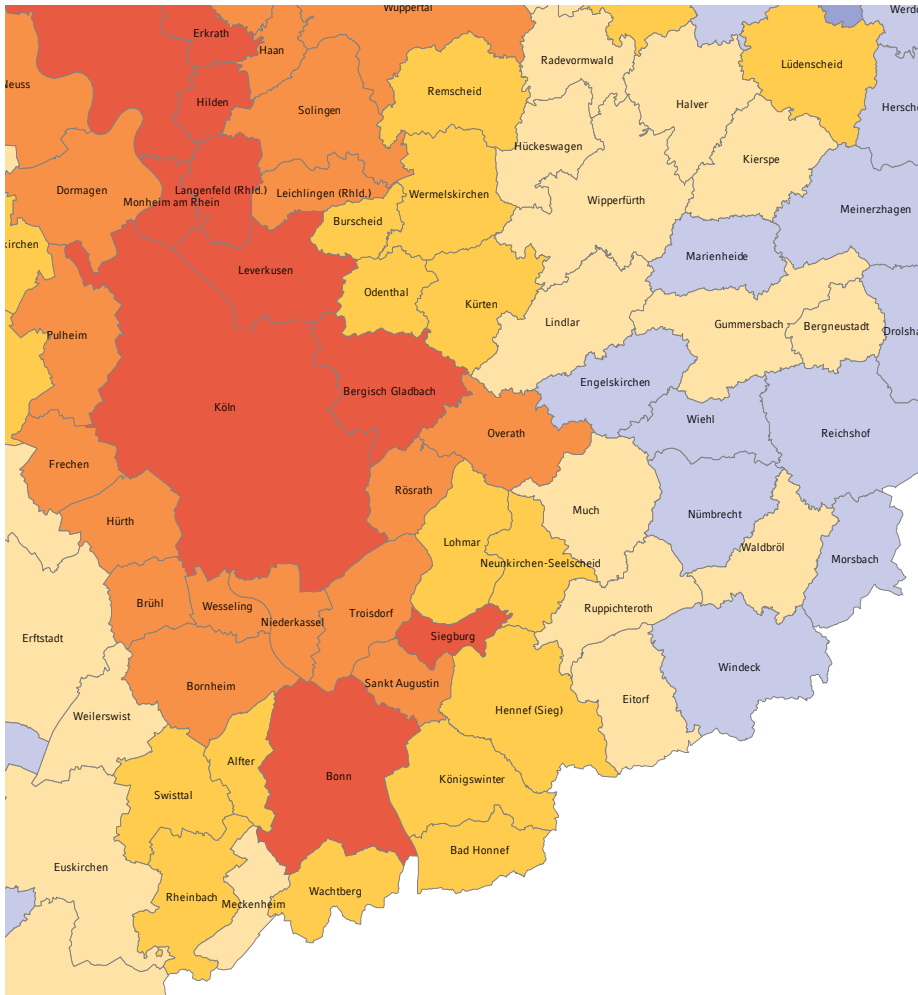 Wuppertal
Erkrath
Haan
Radevormwald
Lüdenscheid
Remscheid
Hilden
Halver
Solingen
Hückeswagen
Kierspe
Dormagen
Langenfeld (Rhld.)
Leichlingen (Rhld.)
Wermelskirchen
Monheim am Rhein
Wipperfürth
Meinerzhagen
Burscheid
kirchen
Marienheide
Leverkusen
Odenthal
Kürten
Lindlar
Gummersbach
Bergneustadt
Pulheim
Engelskirchen
Bergisch Gladbach
Köln
Wiehl
Overath
Reichshof
Frechen
Rösrath
Much
Nümbrecht
Hürth
Lohmar
Waldbröl
Neunkirchen-Seelscheid
Morsbach
Brühl
Wesseling
Ruppichteroth
Troisdorf
Niederkassel
Siegburg
Erftstadt
Windeck
Bornheim
Sankt Augustin
Eitorf
Hennef (Sieg)
Weilerswist
Alfter
Bonn
Königswinter
Swisttal
Bad Honnef
Euskirchen
Rheinbach
Wachtberg
Meckenheim